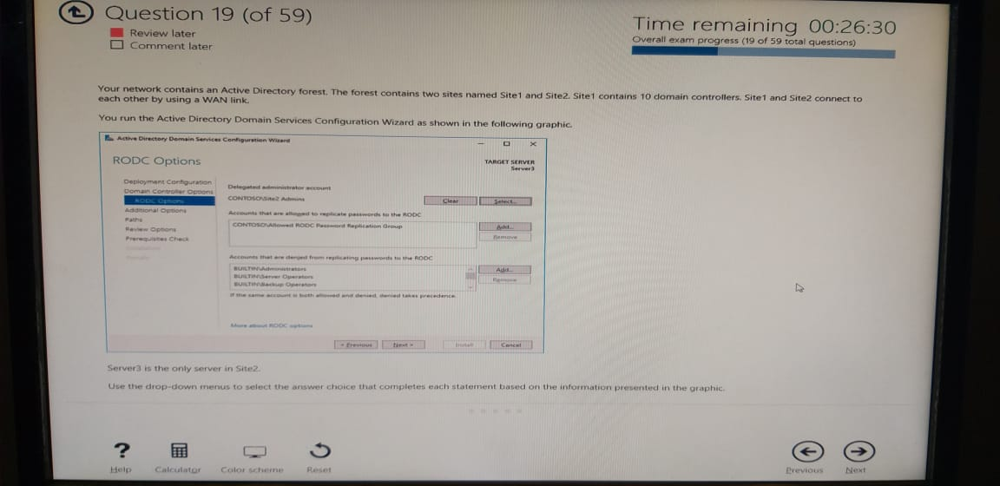 Question 19 (of 59)
Review later
Comment later
Time remaining 00:26:30
Overall exam progress (19 of 59 total questions)
Your network contains an Active Directory forest. The forest contains two sites named Site1 and Site2. Site1 contains 10 domain controllers. Site1 and Site2 connect to
each other by using a WAN link.
You run the Active Directory Domain Services Configuration Wizard as shown in the following graphic.
Active Directory Domain Services Configuration Wizard
RODC Options
TARGET SERVER
Server3
Deployment Configuration
Domain Controller Options
RODC Options
Additional Options
Paths
Review Options
Prerequisites Check
Delegated administrator account
CONTOSO\Site2 Admins
Clear
Select...
Accounts that are allowed to replicate passwords to the RODC
CONTOSO\Allowed RODC Password Replication Group
Add...
Remove
Accounts that are denied from replicating passwords to the RODC
BUILTIN\Administrators
BUILTIN\Server Operators
BUILTIN\Backup Operators
Add...
Remove
If the same account is both allowed and denied, denied takes precedence.
More about RODC options
< Previous
Next >
Install
Cancel
Server3 is the only server in Site2.
Use the drop-down menus to select the answer choice that completes each statement based on the information presented in the graphic.
?
Help
Calculator
Color scheme
Reset
Previous
Next